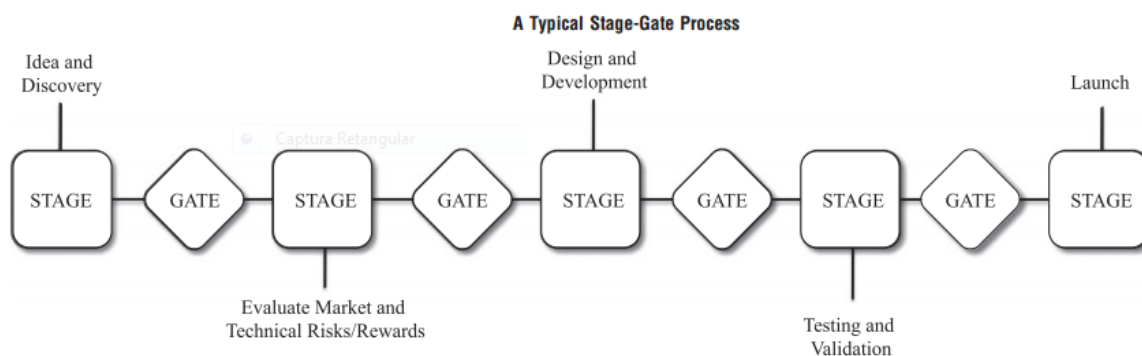 A Typical Stage-Gate Process
Idea and
Discovery
Design and
Development
Launch
Captura Retangular
STAGE
GATE
STAGE
GATE
STAGE
GATE
STAGE
GATE
STAGE
Evaluate Market and
Technical Risks/Rewards
Testing and
Validation